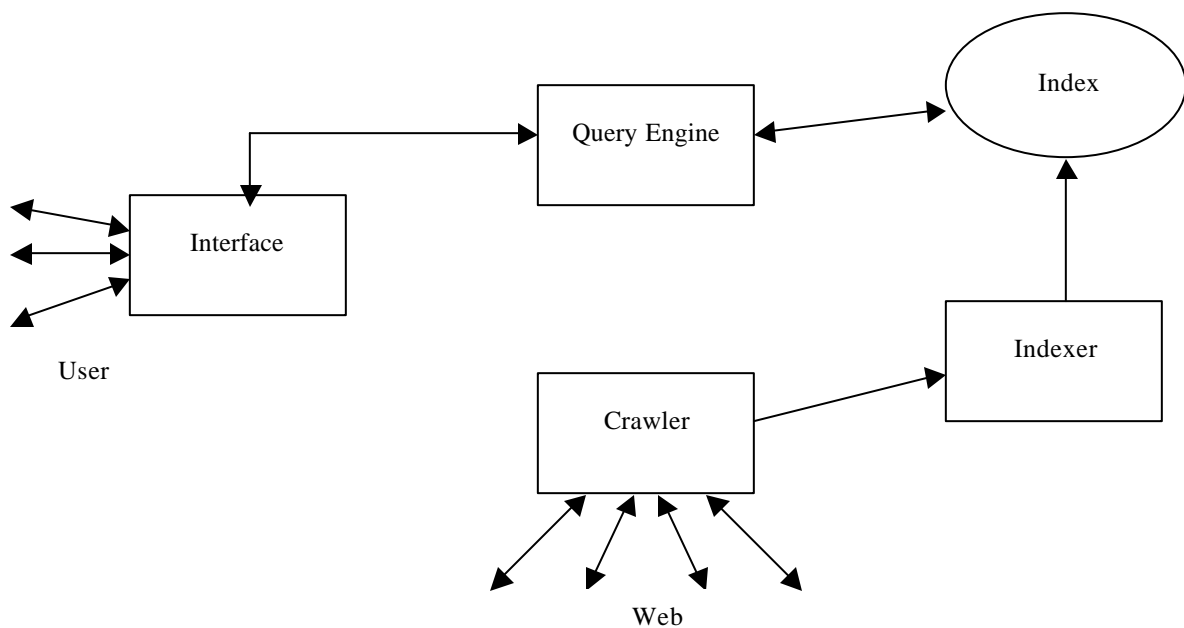 Index
Query Engine
Interface
Indexer
User
Crawler
Web